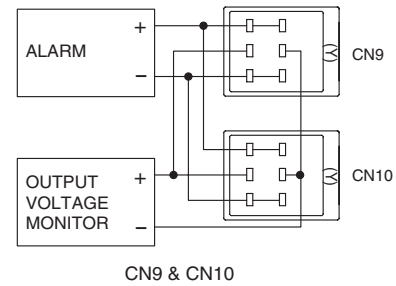 ALARM
+
−
CN9
OUTPUT
VOLTAGE
MONITOR
+
−
CN10
CN9 & CN10